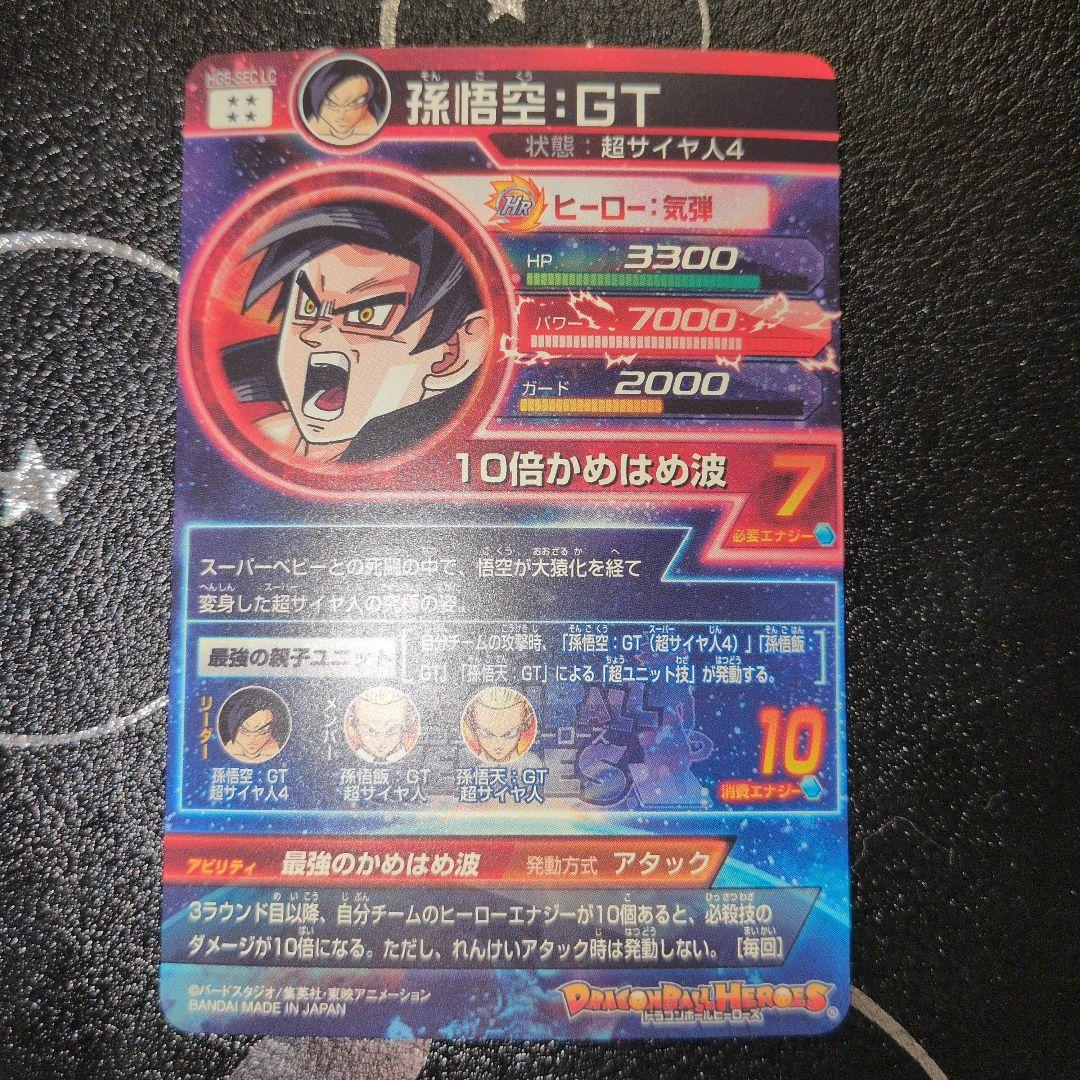 HG5-SEC LC
そん ご くう
孫悟空:GT
状態:超サイヤ人4
HR ヒーロー:気弾
HP 3300
パワー 7000
ガード 2000
10倍かめはめ波
7
必要エナジー
スーパーベビーとの死闘の中で、悟空が大猿化を経て
変身した超サイヤ人の究極の姿。
最強の親子ユニット
チームの攻撃時、「孫悟空:GT(超サイヤ人4)」「孫飯:
「孫悟天 GT」による「超ユニット技」が発動する。
リーダー
メンバー
孫悟空:GT
超サイヤ人4
孫悟飯:GT
超サイヤ人
孫悟天:GT
超サイヤ人
10
消費エナジー
アビリティ 最強のかめはめ波 発動方式 アタック
3ラウンド目以降、自分チームのヒーローエナジーが10個あると、必殺技の
ダメージが10倍になる。ただし、れんけいアタック時は発動しない。[毎回]
©バードスタジオ/集英社・東映アニメーション
BANDAI MADE IN JAPAN
DRAGONBALL HEROES
ドラゴンボールヒーローズ